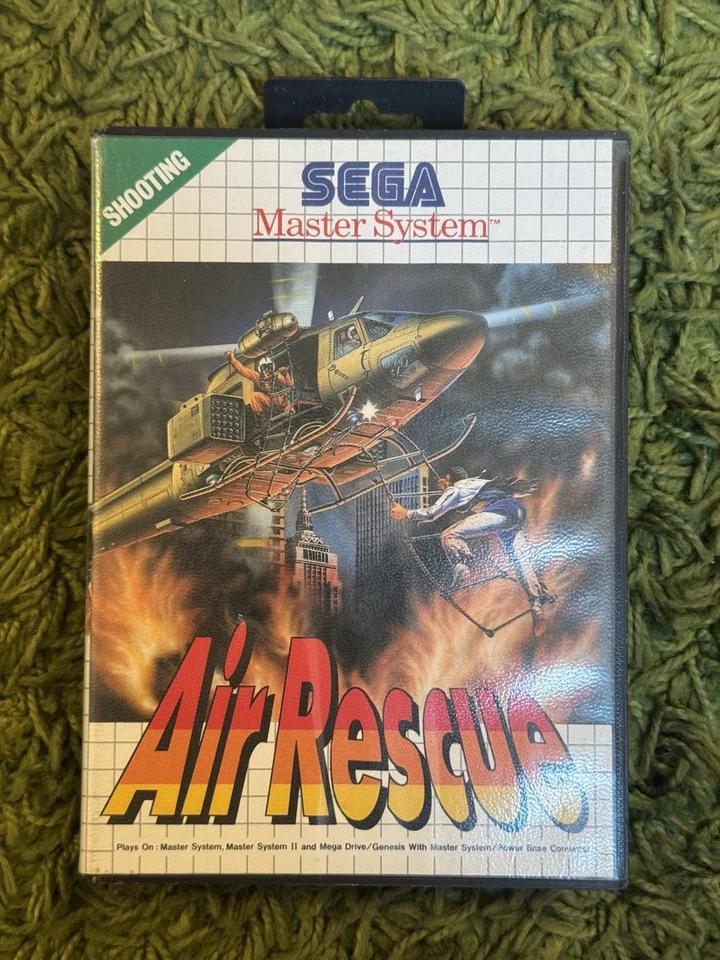 SHOOTING
SEGA
Master System™
Air Rescue
Plays On : Master System, Master System II and Mega Drive/Genesis With Master System/Power Base Converter